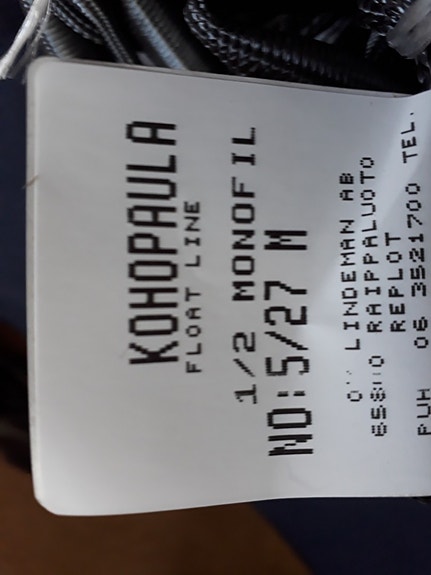 KOHOPAULA
FLOAT LINE
1/2 MONOFIL
NO: 5/27 M
LINDEMAN AB
RAIPPALUOTO
REPLOT
PUH 06 3521700 TEL.